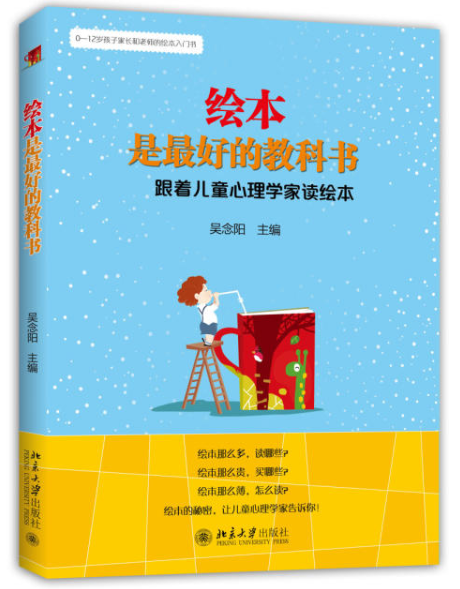 0—12岁孩子家长和老师的绘本入门书
绘本
是最好的教科书
跟着儿童心理学家读绘本
吴念阳 主编
绘本那么多，读哪些？
绘本那么贵，买哪些？
绘本那么薄，怎么读？
绘本的秘密，让儿童心理学家告诉你！
北京大学出版社
PEKING UNIVERSITY PRESS
绘本是最好的教科书
吴念阳 主编
北京大学出版社